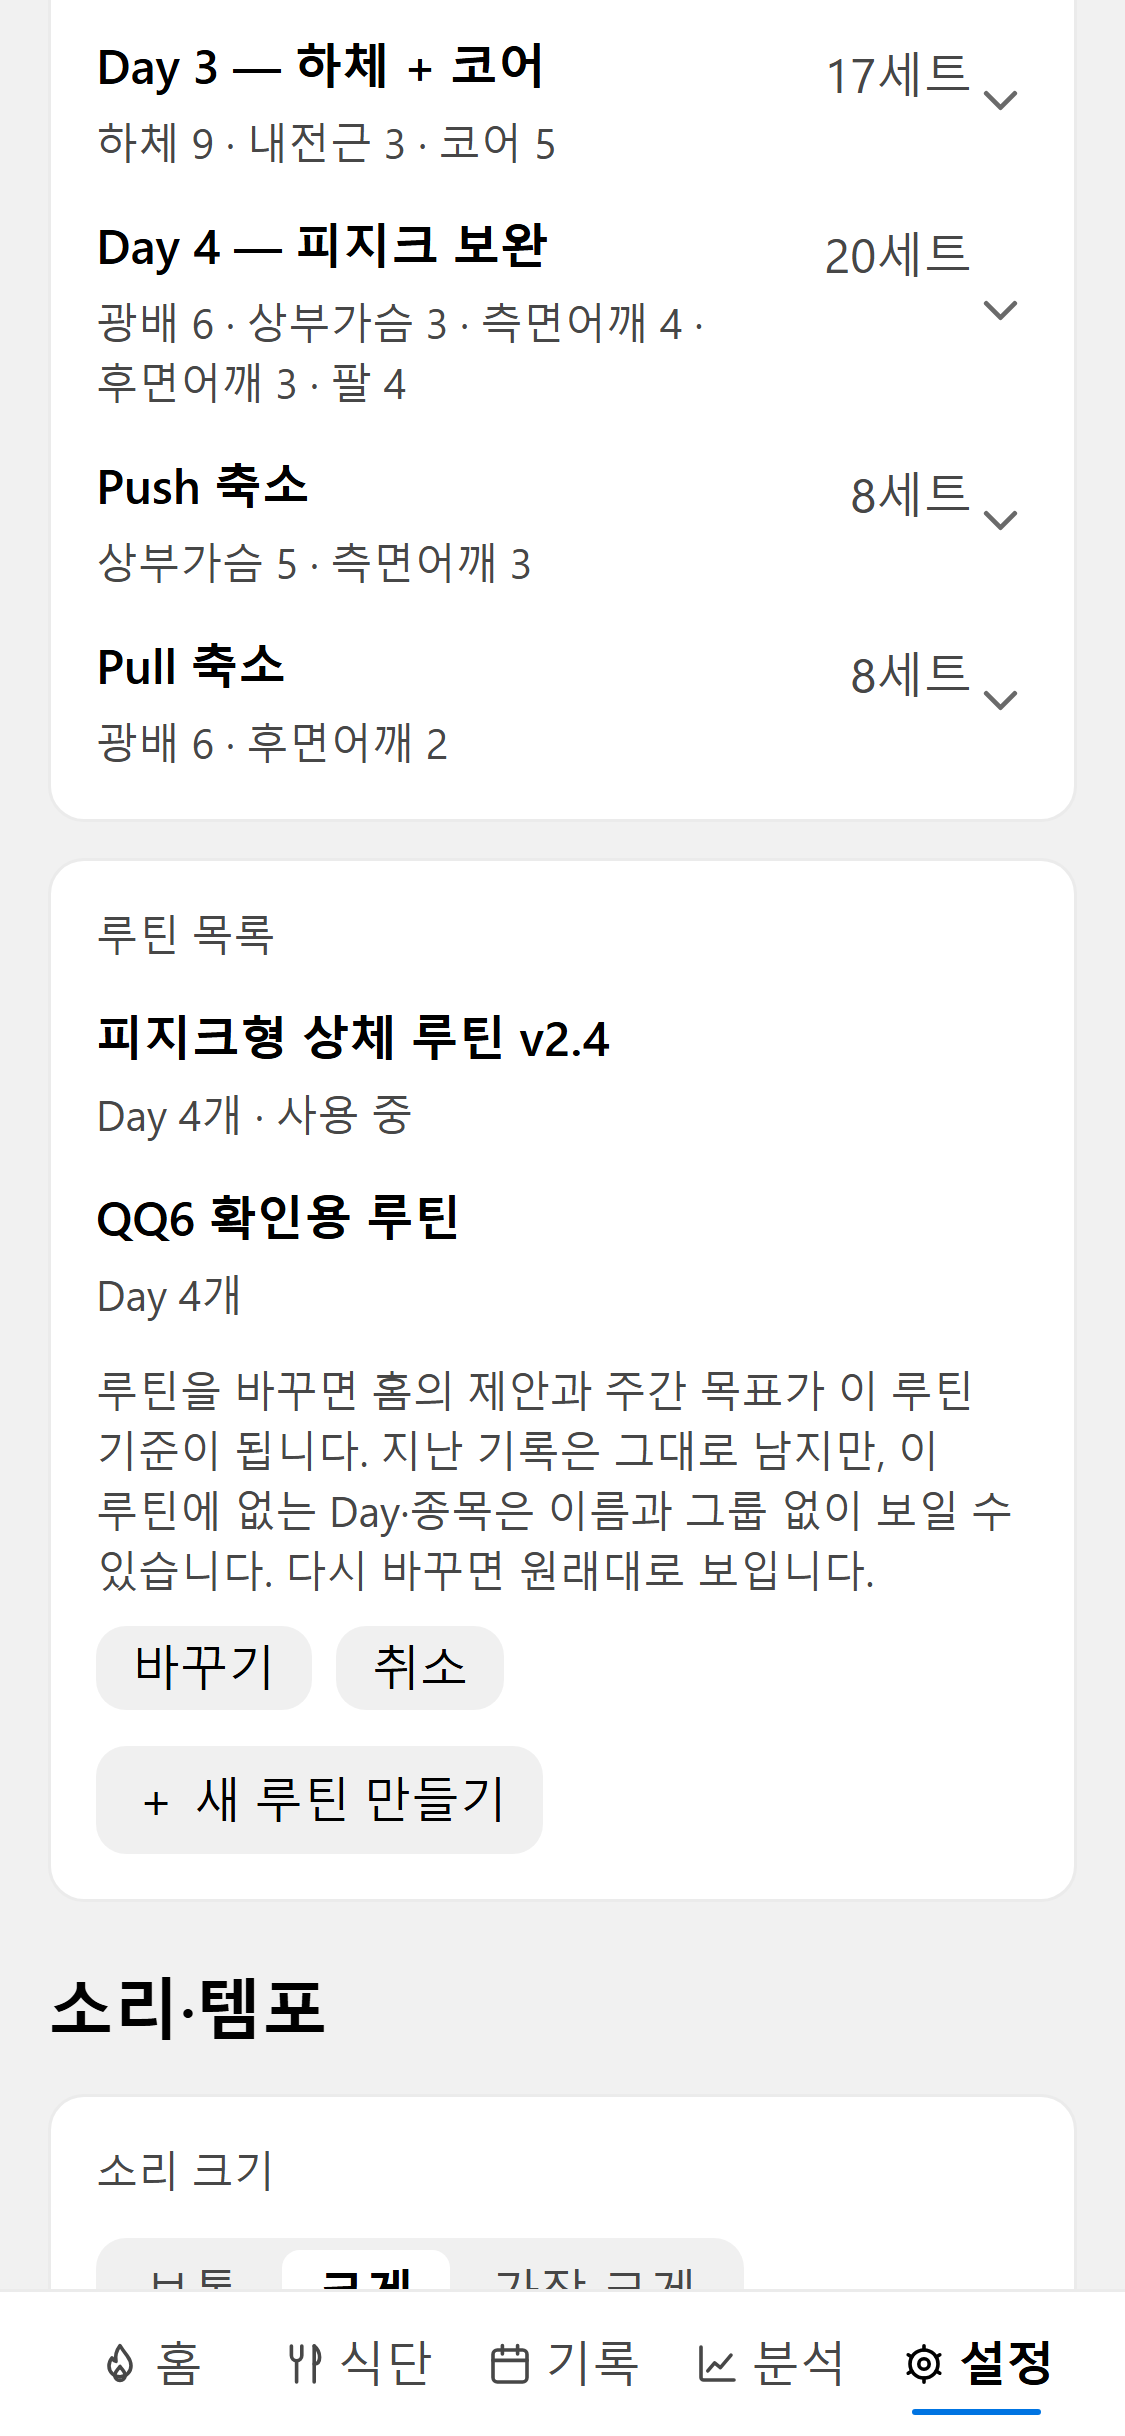 Day 3 — 하체 + 코어
17세트
하체 9 · 내전근 3 · 코어 5
Day 4 — 피지크 보완
20세트
광배 6 · 상부가슴 3 · 측면어깨 4 ·
후면어깨 3 · 팔 4
Push 축소
8세트
상부가슴 5 · 측면어깨 3
Pull 축소
8세트
광배 6 · 후면어깨 2
루틴 목록
피지크형 상체 루틴 v2.4
Day 4개 · 사용 중
QQ6 확인용 루틴
Day 4개
루틴을 바꾸면 홈의 제안과 주간 목표가 이 루틴
기준이 됩니다. 지난 기록은 그대로 남지만, 이
루틴에 없는 Day·종목은 이름과 그룹 없이 보일 수
있습니다. 다시 바꾸면 원래대로 보입니다.
바꾸기 취소
+ 새 루틴 만들기
소리·템포
소리 크기
보통 크게 가장 크게
홈 식단 기록 분석 설정